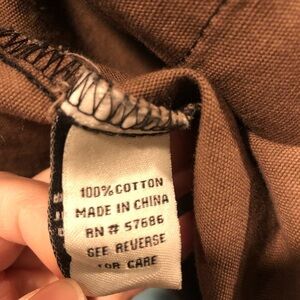 100% COTTON
MADE IN CHINA
RN # 57686
SEE REVERSE
FOR CARE